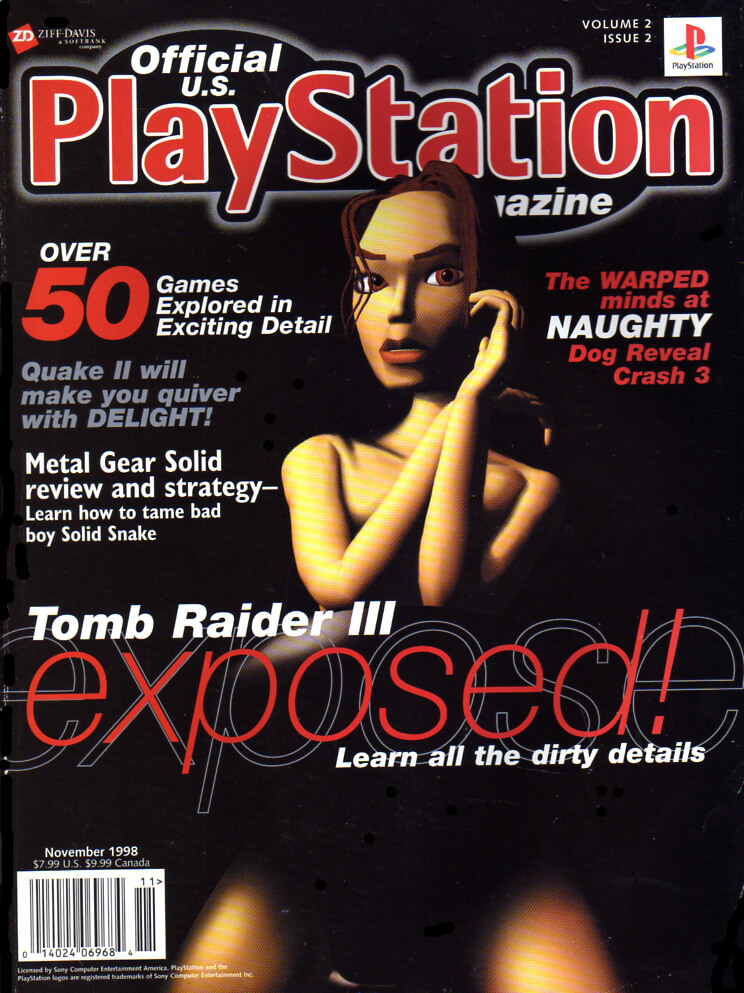 ZD ZIFF-DAVIS
a SOFTBANK
company
VOLUME 2
ISSUE 2
PlayStation
Official
U.S.
PlayStation
azine
OVER
50 Games
Explored in
Exciting Detail
The WARPED
minds at
NAUGHTY
Dog Reveal
Crash 3
Quake II will
make you quiver
with DELIGHT!
Metal Gear Solid
review and strategy–
Learn how to tame bad
boy Solid Snake
Tomb Raider III
exposed!
expose
Learn all the dirty details
November 1998
$7.99 U.S. $9.99 Canada
11>
0 14024 06968 4
Licensed by Sony Computer Entertainment America. PlayStation and the
PlayStation logos are registered trademarks of Sony Computer Entertainment Inc.